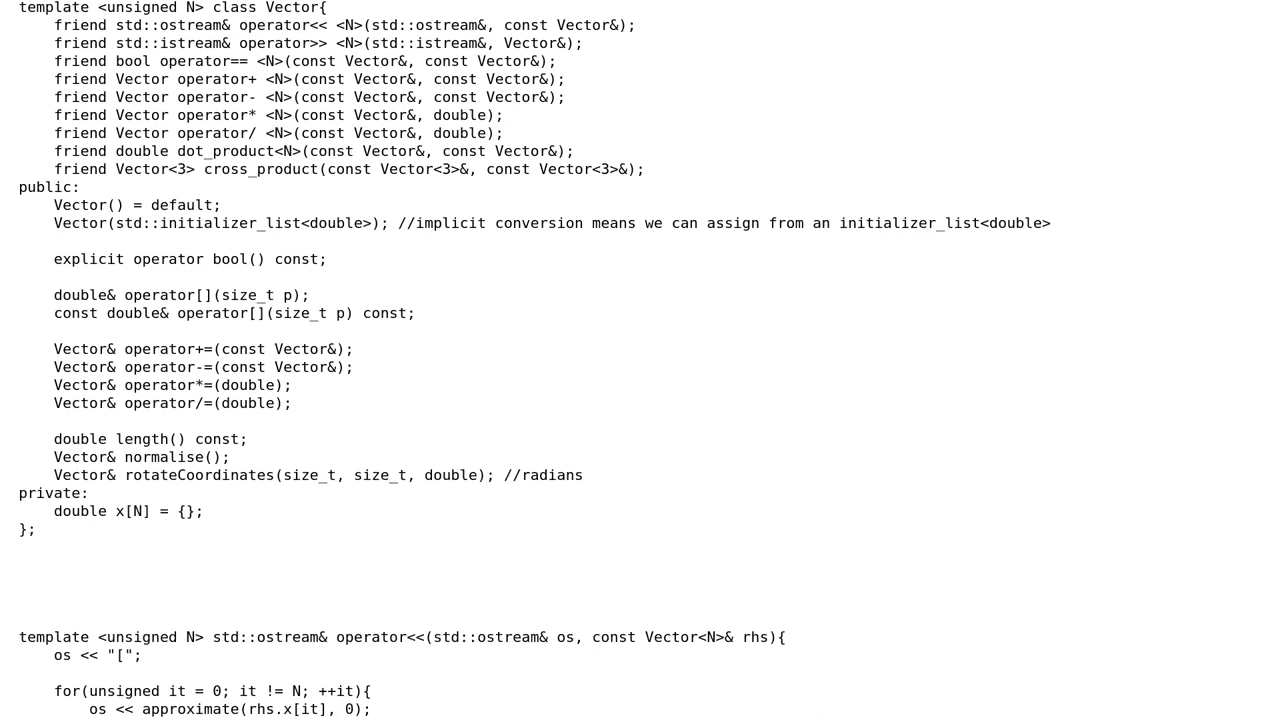 template <unsigned N> class Vector{
    friend std::ostream& operator<< <N>(std::ostream&, const Vector&);
    friend std::istream& operator>> <N>(std::istream&, Vector&);
    friend bool operator== <N>(const Vector&, const Vector&);
    friend Vector operator+ <N>(const Vector&, const Vector&);
    friend Vector operator- <N>(const Vector&, const Vector&);
    friend Vector operator* <N>(const Vector&, double);
    friend Vector operator/ <N>(const Vector&, double);
    friend double dot_product<N>(const Vector&, const Vector&);
    friend Vector<3> cross_product(const Vector<3>&, const Vector<3>&);
public:
    Vector() = default;
    Vector(std::initializer_list<double>); //implicit conversion means we can assign from an initializer_list<double>

    explicit operator bool() const;

    double& operator[](size_t p);
    const double& operator[](size_t p) const;

    Vector& operator+=(const Vector&);
    Vector& operator-=(const Vector&);
    Vector& operator*=(double);
    Vector& operator/=(double);

    double length() const;
    Vector& normalise();
    Vector& rotateCoordinates(size_t, size_t, double); //radians
private:
    double x[N] = {};
};

template <unsigned N> std::ostream& operator<<(std::ostream& os, const Vector<N>& rhs){
    os << "[";

    for(unsigned it = 0; it != N; ++it){
        os << approximate(rhs.x[it], 0);